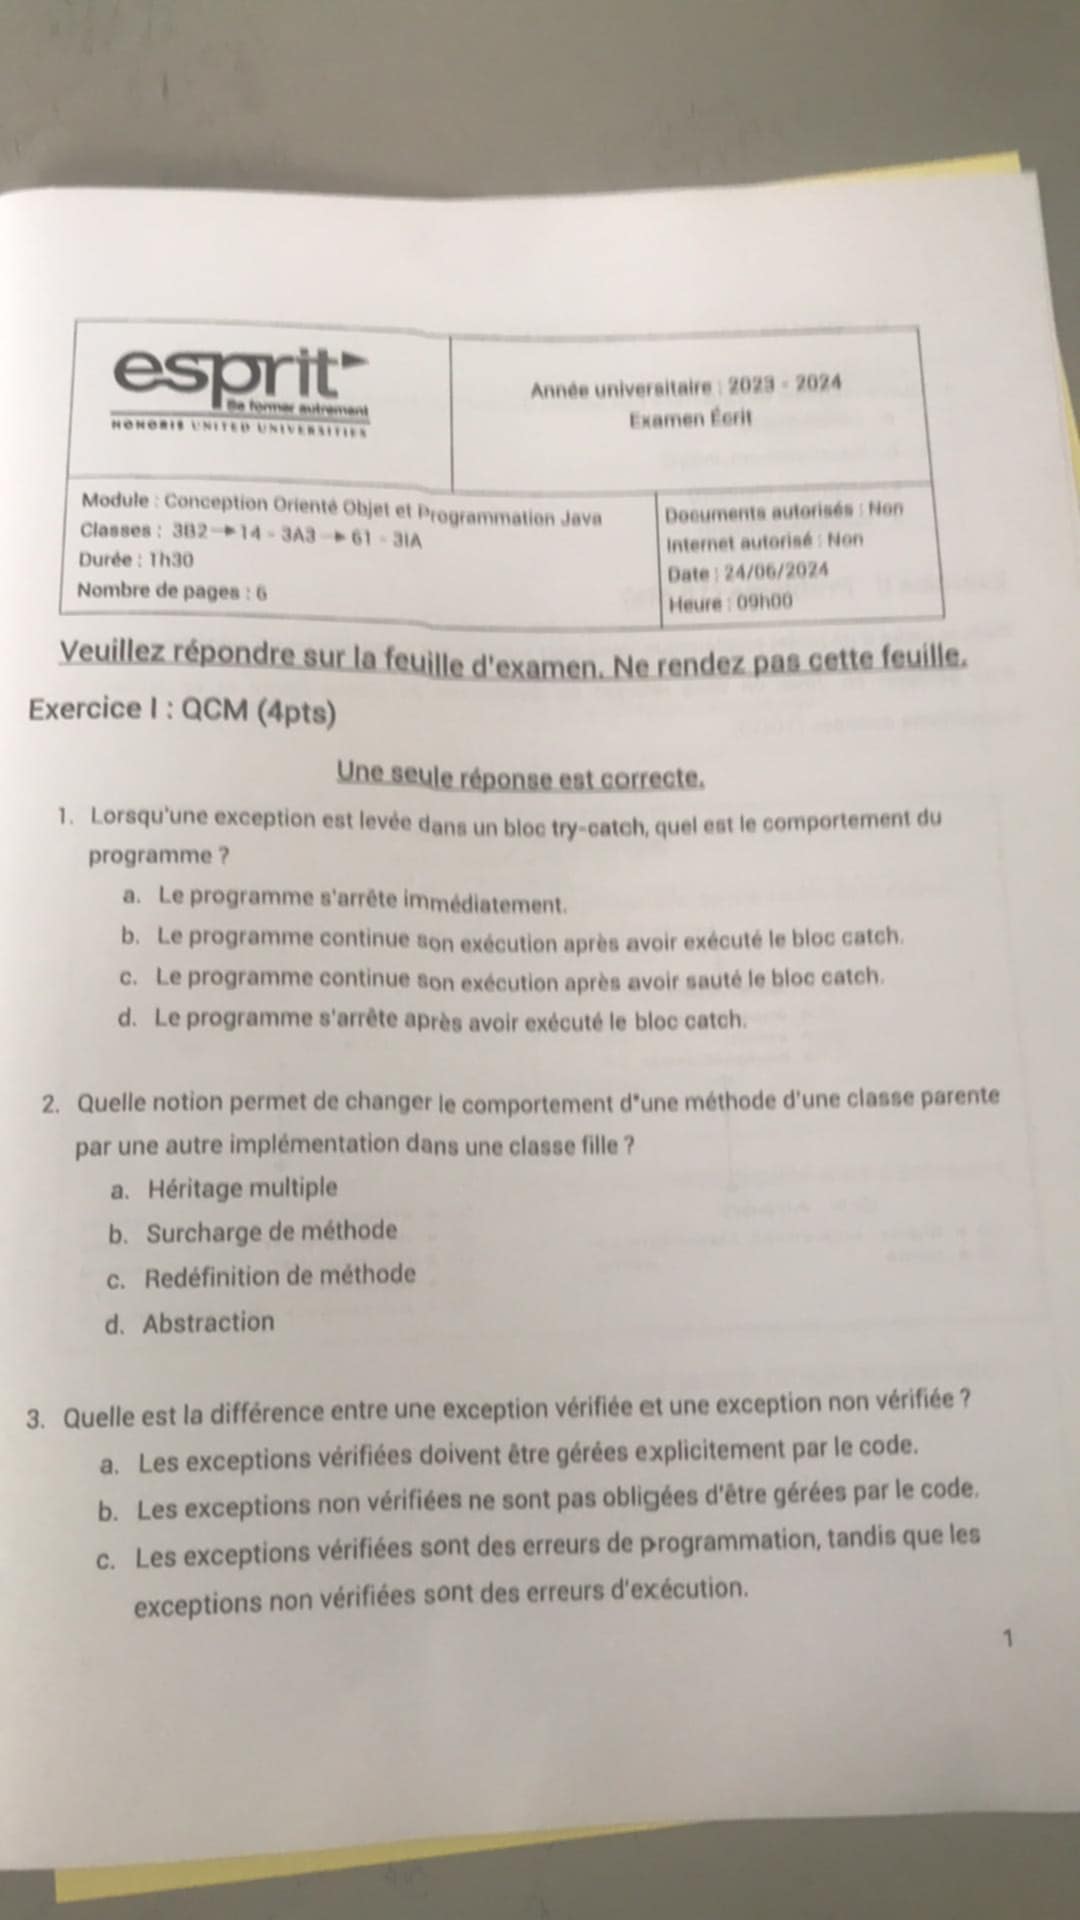 esprit
Se former autrement
HONORIS UNITED UNIVERSITIES
Année universitaire : 2023 - 2024
Examen Écrit
Module : Conception Orienté Objet et Programmation Java
Classes : 3B2 → 14 - 3A3 → 61 - 3IA
Durée : 1h30
Nombre de pages : 6
Documents autorisés : Non
Internet autorisé : Non
Date : 24/06/2024
Heure : 09h00
Veuillez répondre sur la feuille d'examen. Ne rendez pas cette feuille.
Exercice I : QCM (4pts)
Une seule réponse est correcte.
1. Lorsqu'une exception est levée dans un bloc try-catch, quel est le comportement du
programme ?
a. Le programme s'arrête immédiatement.
b. Le programme continue son exécution après avoir exécuté le bloc catch.
c. Le programme continue son exécution après avoir sauté le bloc catch.
d. Le programme s'arrête après avoir exécuté le bloc catch.
2. Quelle notion permet de changer le comportement d'une méthode d'une classe parente
par une autre implémentation dans une classe fille ?
a. Héritage multiple
b. Surcharge de méthode
c. Redéfinition de méthode
d. Abstraction
3. Quelle est la différence entre une exception vérifiée et une exception non vérifiée ?
a. Les exceptions vérifiées doivent être gérées explicitement par le code.
b. Les exceptions non vérifiées ne sont pas obligées d'être gérées par le code.
c. Les exceptions vérifiées sont des erreurs de programmation, tandis que les
exceptions non vérifiées sont des erreurs d'exécution.
1